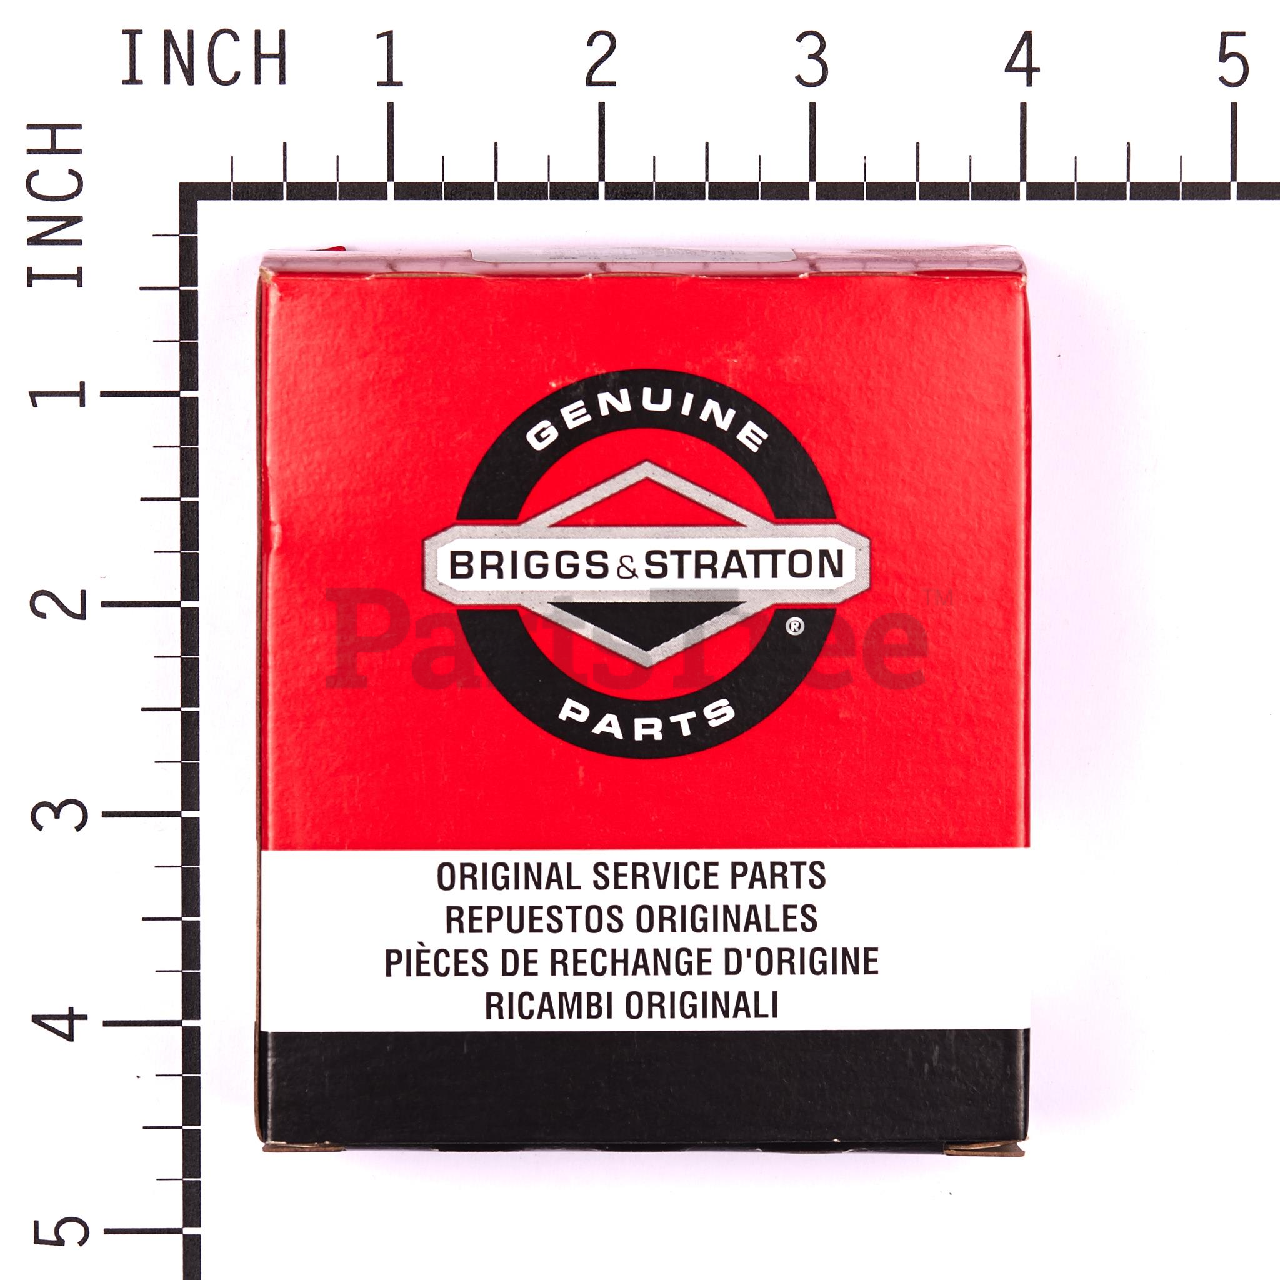 INCH 1 2 3 4 5
INCH
1
2
3
4
5
GENUINE
BRIGGS & STRATTON
®
PartsTree™
PARTS
ORIGINAL SERVICE PARTS
REPUESTOS ORIGINALES
PIÈCES DE RECHANGE D'ORIGINE
RICAMBI ORIGINALI